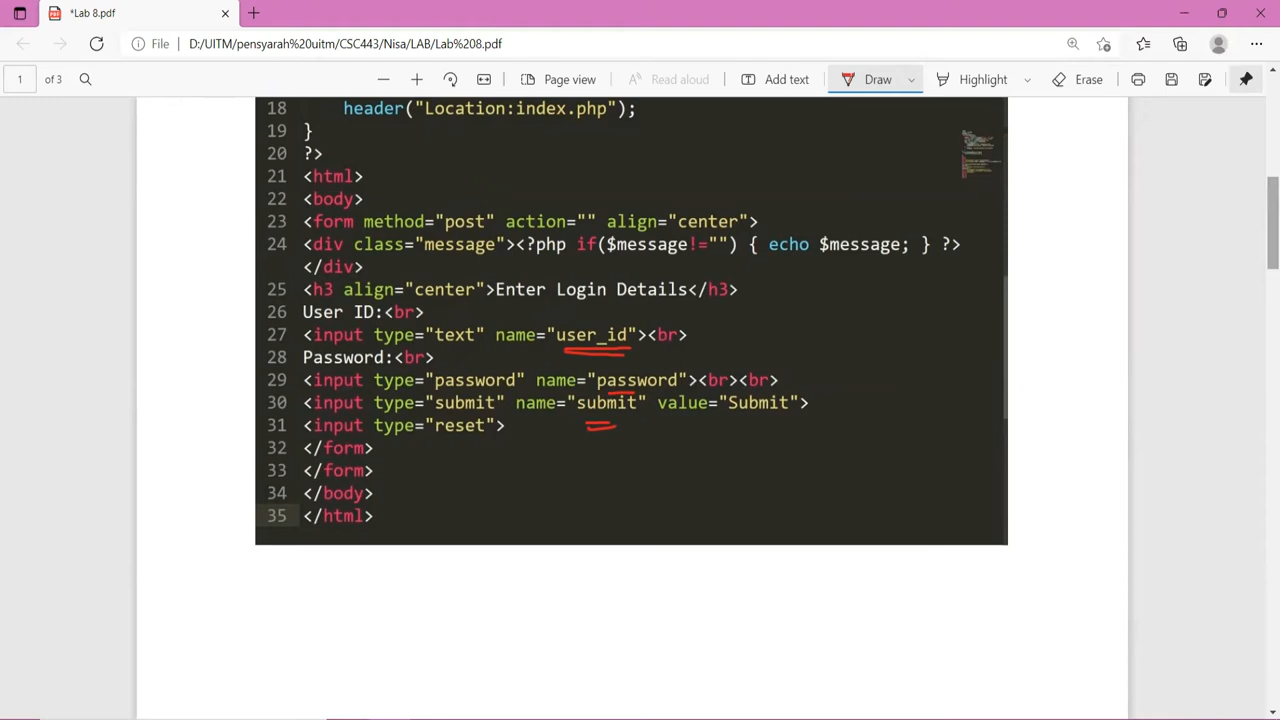 *Lab 8.pdf
File D:/UITM/pensyarah%20uitm/CSC443/Nisa/LAB/Lab%208.pdf
1 of 3 Page view Read aloud Add text Draw Highlight Erase
18 header("Location:index.php");
19 }
20 ?>
21 <html>
22 <body>
23 <form method="post" action="" align="center">
24 <div class="message"><?php if($message!="") { echo $message; } ?>
</div>
25 <h3 align="center">Enter Login Details</h3>
26 User ID:<br>
27 <input type="text" name="user_id"><br>
28 Password:<br>
29 <input type="password" name="password"><br><br>
30 <input type="submit" name="submit" value="Submit">
31 <input type="reset">
32 </form>
33 </form>
34 </body>
35 </html>